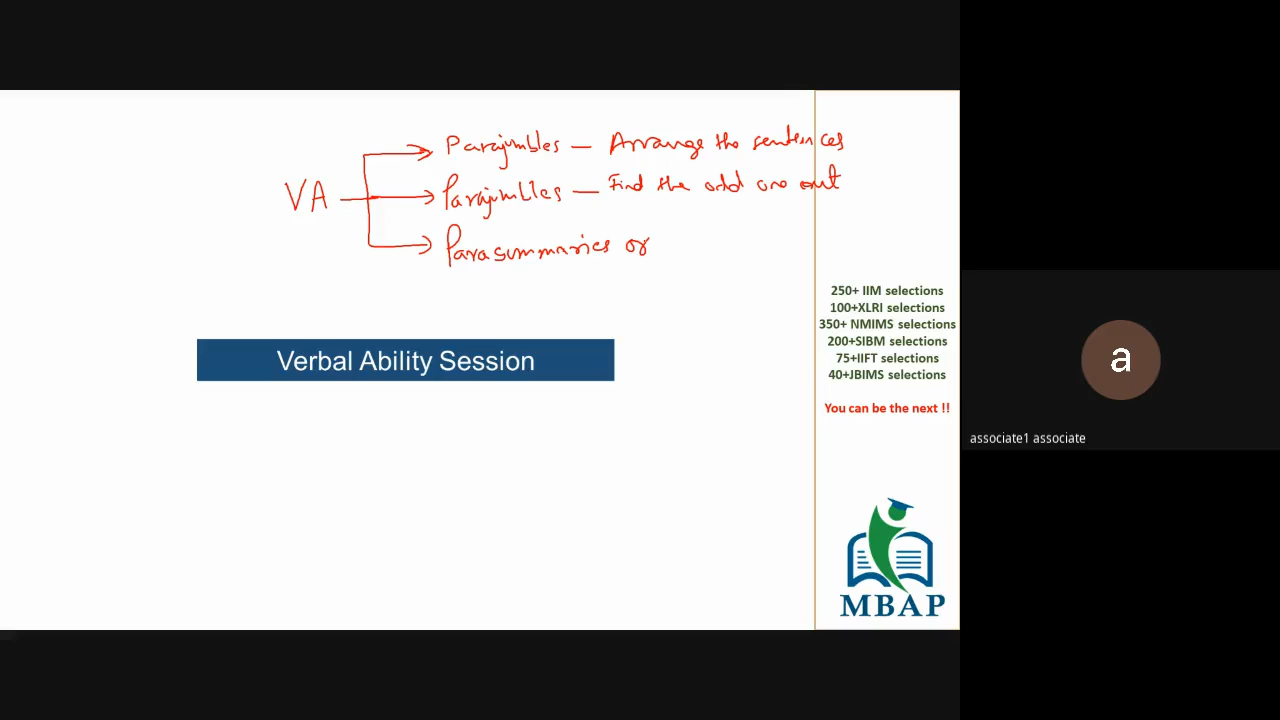 Parajumbles — Arrange the sentences
VA
Parajumbles — Find the odd one out
Parasummaries or
250+ IIM selections
100+XLRI selections
350+ NMIMS selections
200+SIBM selections
75+IIFT selections
40+JBIMS selections
You can be the next !!
Verbal Ability Session
a
associate1 associate
MBAP